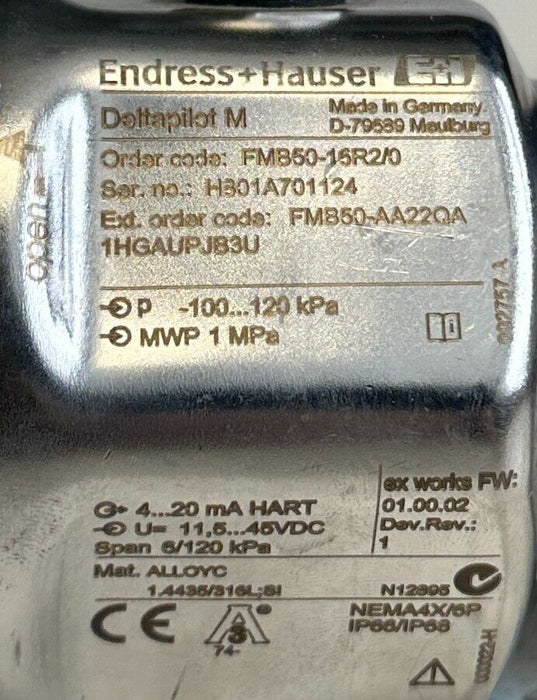 Endress+Hauser E+H
Deltapilot M
Made in Germany
D-79689 Maulburg
Order code: FMB50-16R2/0
Ser. no.: H301A701124
Ext. order code: FMB50-AA22QA
1HGAUPJB3U
p -100...120 kPa
MWP 1 MPa
open
4...20 mA HART
U= 11,5...45VDC
Span 6/120 kPa
ex works FW:
01.00.02
Dev.Rev.:
1
Mat. ALLOYC
1.4435/316L;SI
N12895
CE
A 3
74-
NEMA4X/6P
IP66/IP68